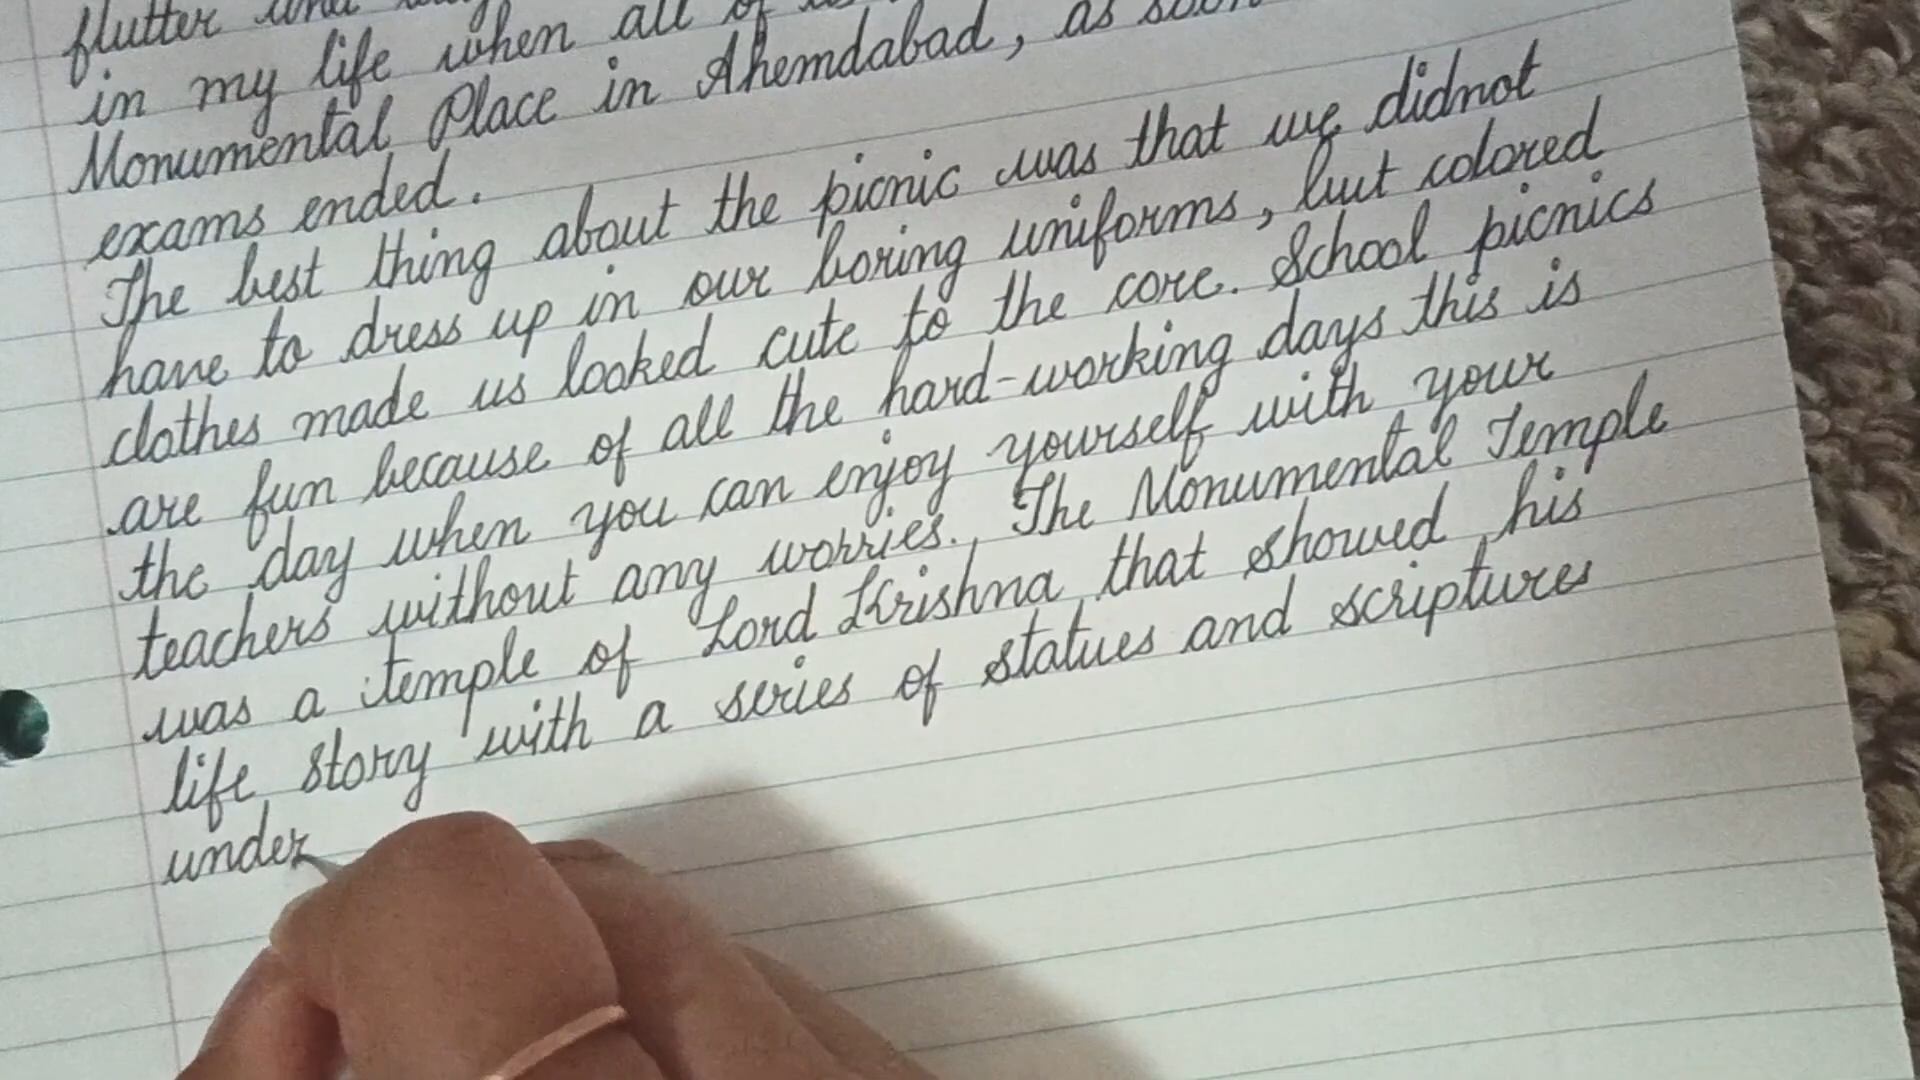 flutter
in my life when all of
Monumental Place in Ahemdabad, as soon
exams ended.
The best thing about the picnic was that we didnot
have to dress up in our boring uniforms, but colored
clothes made us looked cute to the core. School picnics
are fun because of all the hard-working days this is
the day when you can enjoy yourself with your
teachers without any worries. The Monumental Temple
was a temple of Lord Krishna that showed his
life story with a series of statues and scriptures
under